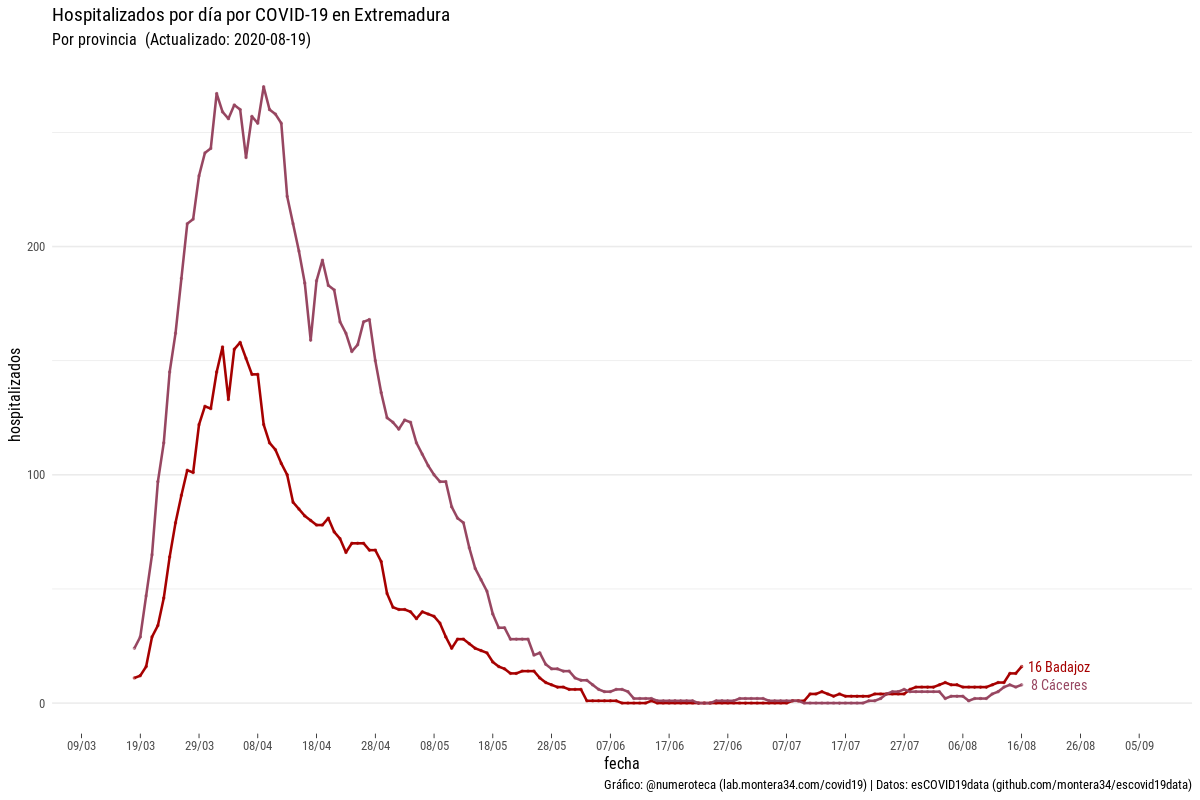 Hospitalizados por día por COVID-19 en Extremadura
Por provincia  (Actualizado: 2020-08-19)
hospitalizados
200
100
0
16 Badajoz
8 Cáceres
09/03 19/03 29/03 08/04 18/04 28/04 08/05 18/05 28/05 07/06 17/06 27/06 07/07 17/07 27/07 06/08 16/08 26/08 05/09
fecha
Gráfico: @numeroteca (lab.montera34.com/covid19) | Datos: esCOVID19data (github.com/montera34/escovid19data)